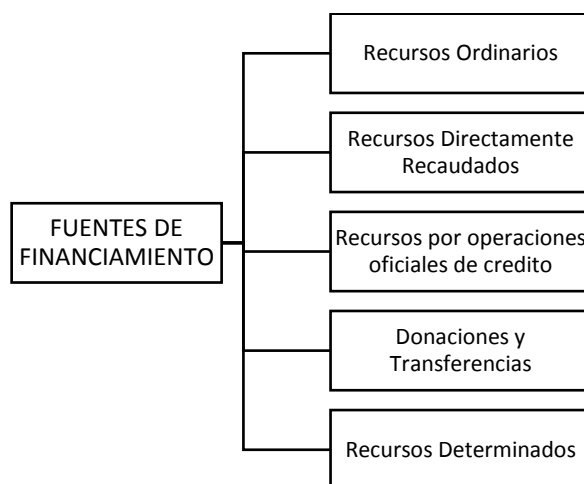 Recursos Ordinarios
Recursos Directamente
Recaudados
FUENTES DE
FINANCIAMIENTO
Recursos por operaciones
oficiales de credito
Donaciones y
Transferencias
Recursos Determinados